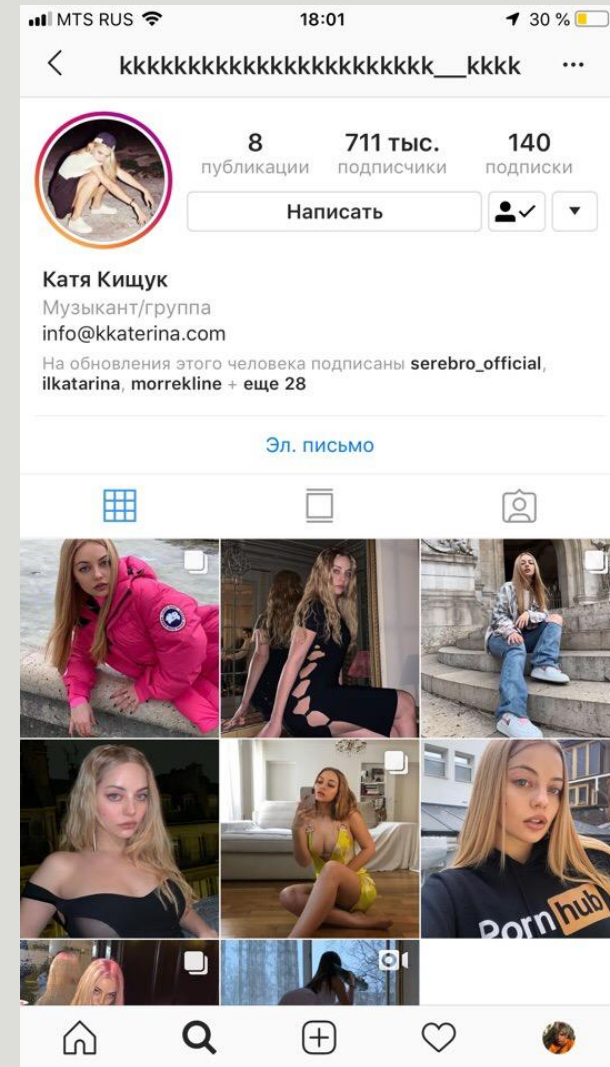 MTS RUS 18:01 30 %
kkkkkkkkkkkkkkkkkkkkkkk__kkkk
8 711 тыс. 140
публикации подписчики подписки
Написать
Катя Кищук
Музыкант/группа
info@kkaterina.com
На обновления этого человека подписаны serebro_official,
ilkatarina, morrekline + еще 28
Эл. письмо
Porn hub